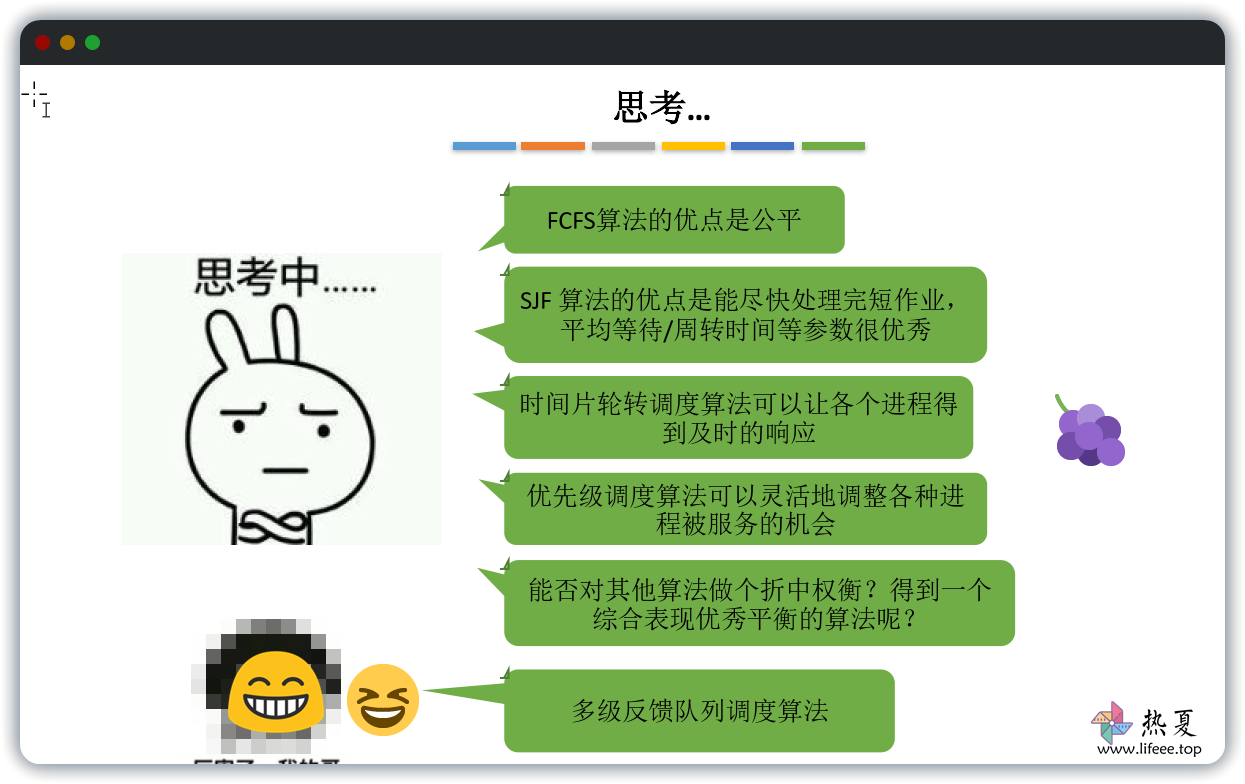 思考...
FCFS算法的优点是公平
思考中......
SJF 算法的优点是能尽快处理完短作业，
平均等待/周转时间等参数很优秀
时间片轮转调度算法可以让各个进程得
到及时的响应
优先级调度算法可以灵活地调整各种进
程被服务的机会
能否对其他算法做个折中权衡？得到一个
综合表现优秀平衡的算法呢？
多级反馈队列调度算法
热夏
www.lifeee.top